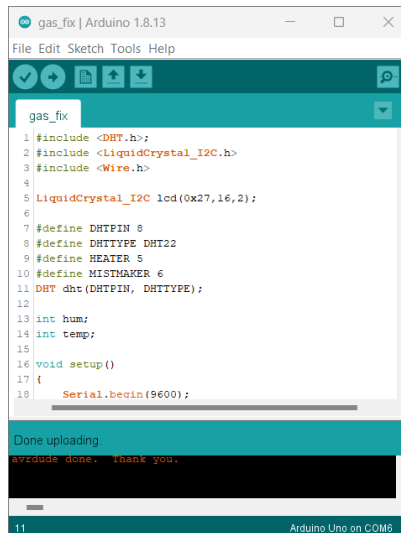 gas_fix | Arduino 1.8.13
File Edit Sketch Tools Help
gas_fix
1 #include <DHT.h>;
2 #include <LiquidCrystal_I2C.h>
3 #include <Wire.h>
4
5 LiquidCrystal_I2C lcd(0x27,16,2);
6
7 #define DHTPIN 8
8 #define DHTTYPE DHT22
9 #define HEATER 5
10 #define MISTMAKER 6
11 DHT dht(DHTPIN, DHTTYPE);
12
13 int hum;
14 int temp;
15
16 void setup()
17 {
18 Serial.begin(9600);
Done uploading.
avrdude done.  Thank you.
11 Arduino Uno on COM6